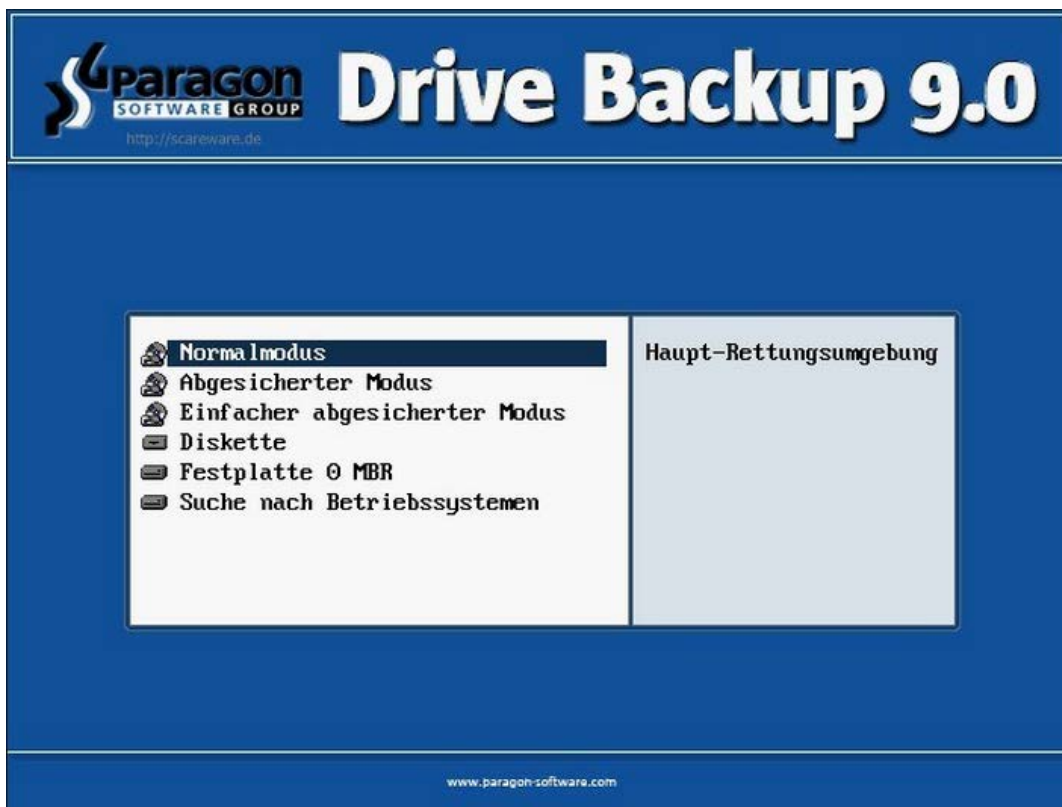 Paragon
SOFTWARE GROUP
http://scareware.de
Drive Backup 9.0
Normalmodus
Abgesicherter Modus
Einfacher abgesicherter Modus
Diskette
Festplatte 0 MBR
Suche nach Betriebssystemen
Haupt-Rettungsumgebung
www.paragon-software.com